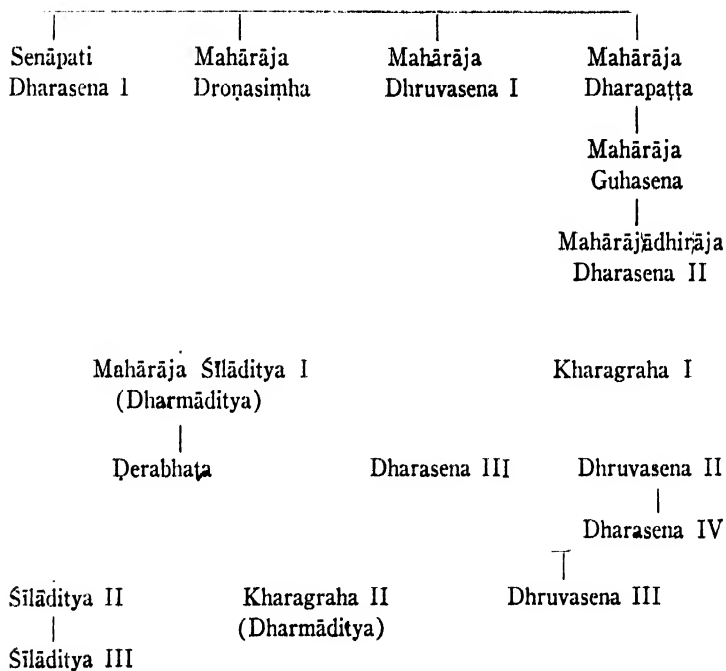 Senāpati Mahārāja Mahārāja Mahārāja
Dharasena 1 Droṇasiṃha Dhruvasena I Dharapaṭṭa
Mahārāja
Guhasena
Mahārājādhirāja
Dharasena II
Mahārāja Śīlāditya I Kharagraha I
(Dharmāditya)
Ḍerabhaṭa Dharasena III Dhruvasena II
Dharasena IV
Śīlāditya II Kharagraha II Dhruvasena III
(Dharmāditya)
Śīlāditya III